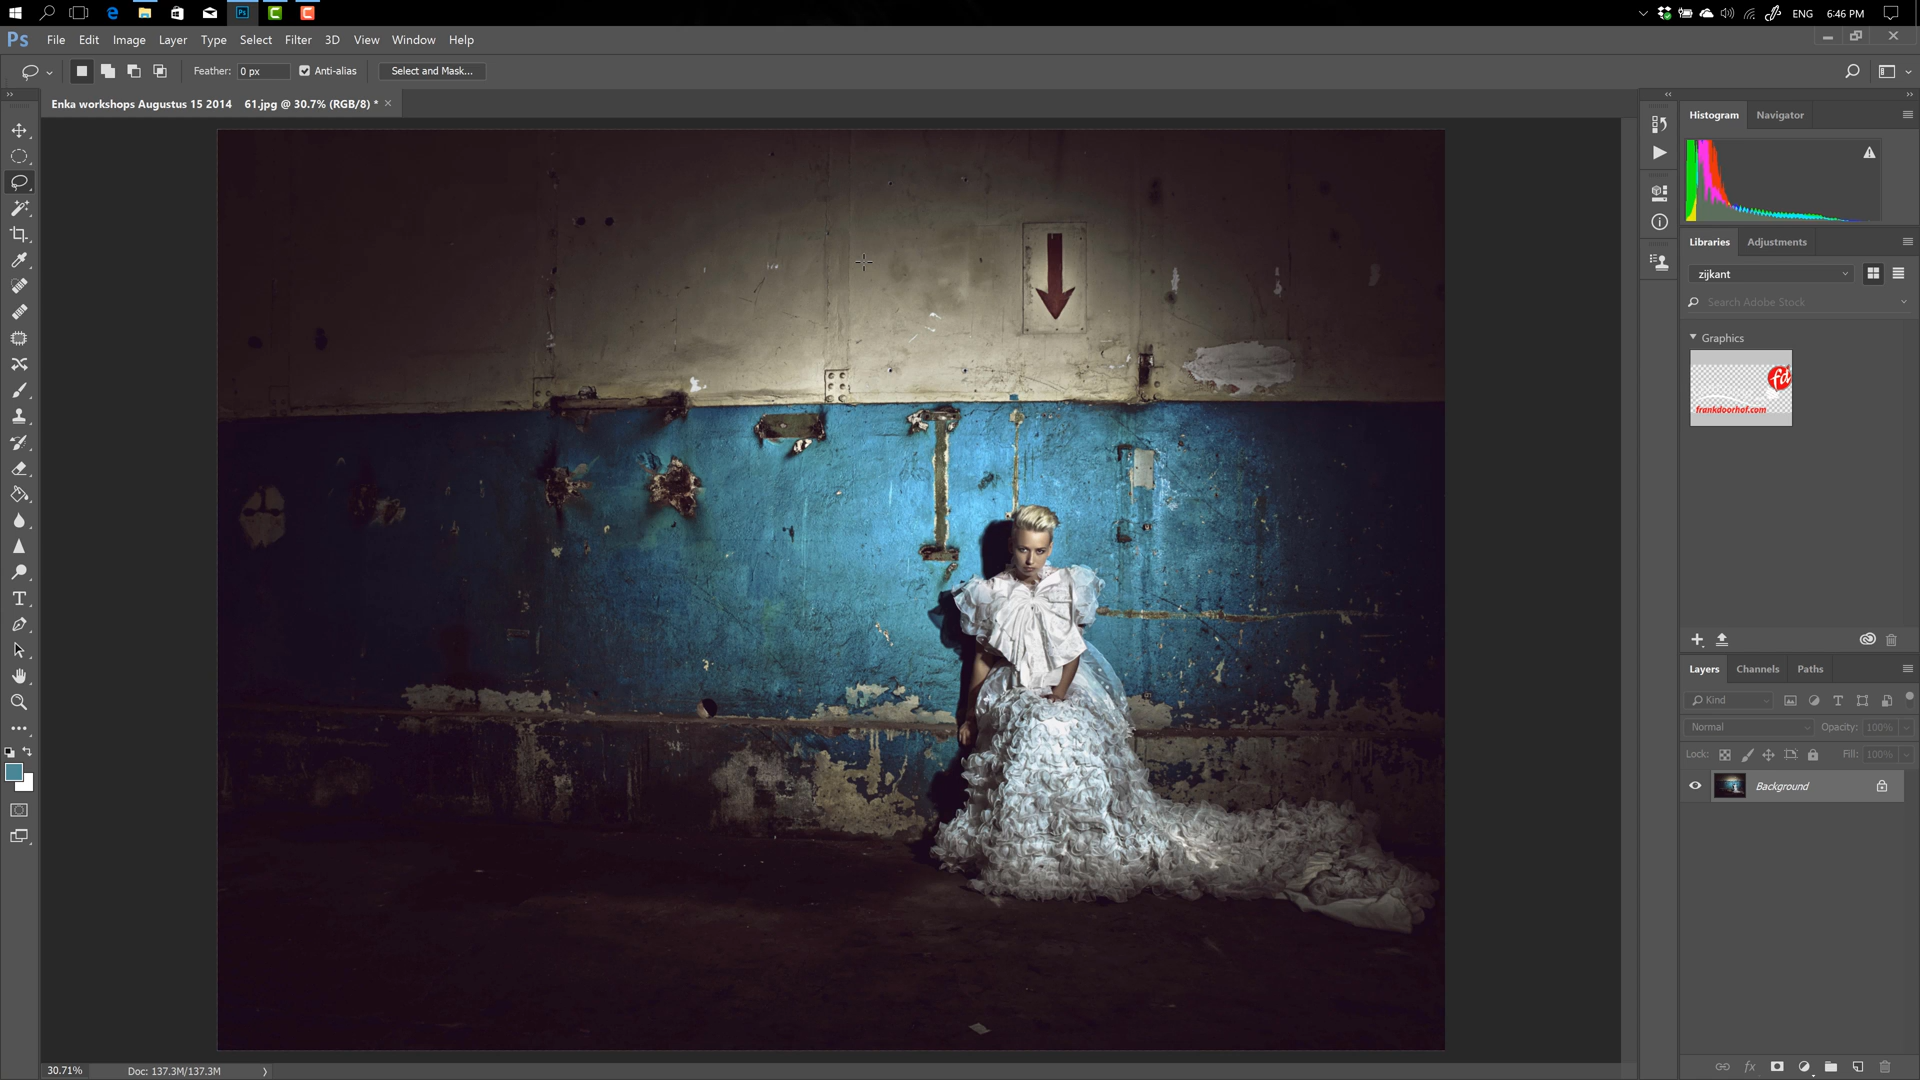 ENG 6:46 PM
Ps File Edit Image Layer Type Select Filter 3D View Window Help
Feather: 0 px Anti-alias Select and Mask...
Enka workshops Augustus 15 2014 61.jpg @ 30.7% (RGB/8) *
Histogram Navigator
Libraries Adjustments
zijkant
Search Adobe Stock
Graphics
fd
frankdoorhof.com
Layers Channels Paths
Kind
Normal Opacity: 100%
Lock: Fill: 100%
Background
30.71% Doc: 137.3M/137.3M